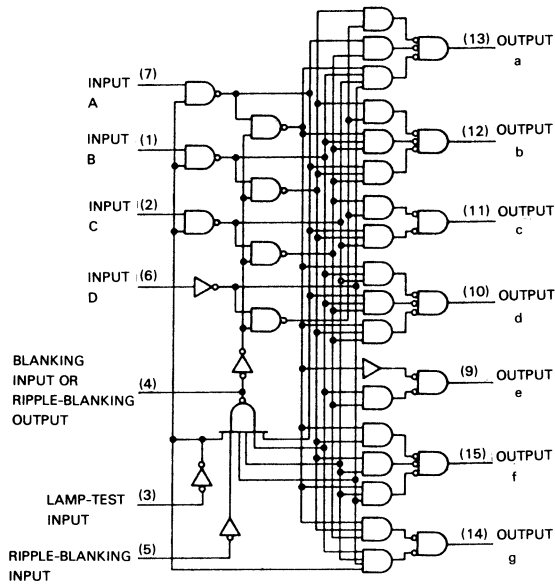 (13) OUTPUT
a
INPUT (7)
A
(12) OUTPUT
b
INPUT (1)
B
INPUT (2)
C
(11) OUTPUT
c
INPUT (6)
D
(10) OUTPUT
d
BLANKING
INPUT OR (4)
RIPPLE-BLANKING
OUTPUT
(9) OUTPUT
e
(15) OUTPUT
f
LAMP-TEST (3)
INPUT
(14) OUTPUT
g
RIPPLE-BLANKING (5)
INPUT